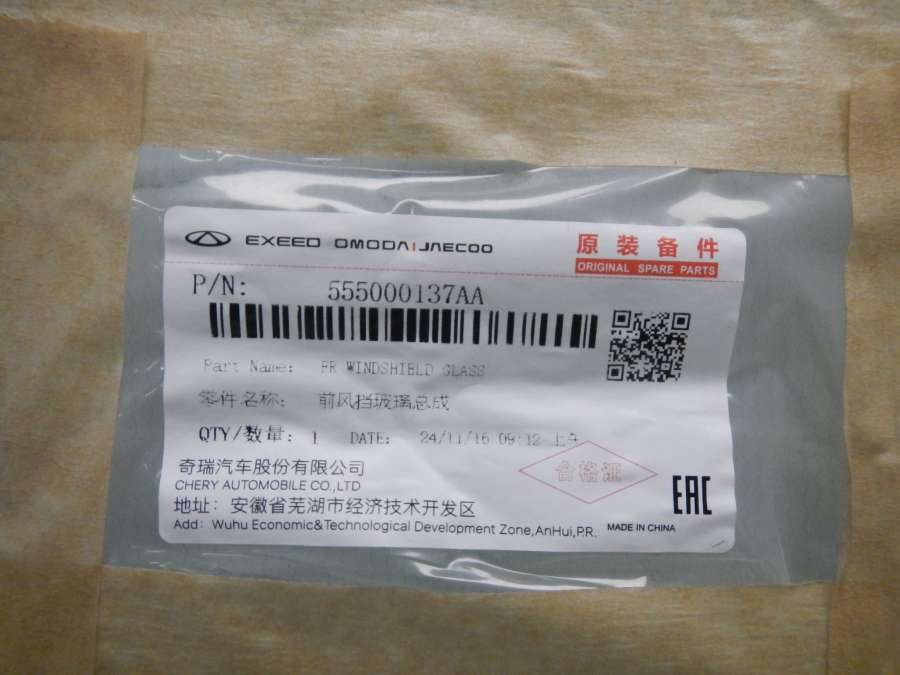 EXEED OMODA|JAECOO
原装备件
ORIGINAL SPARE PARTS
P/N: 555000137AA
Part Name: FR WINDSHIELD GLASS
零件名称: 前风挡玻璃总成
QTY/数量: 1 DATE: 24/11/16 09:12 上午
合格证
奇瑞汽车股份有限公司
CHERY AUTOMOBILE CO.,LTD
地址: 安徽省芜湖市经济技术开发区
Add: Wuhu Economic&Technological Development Zone,AnHui,P.R.
MADE IN CHINA
EAC